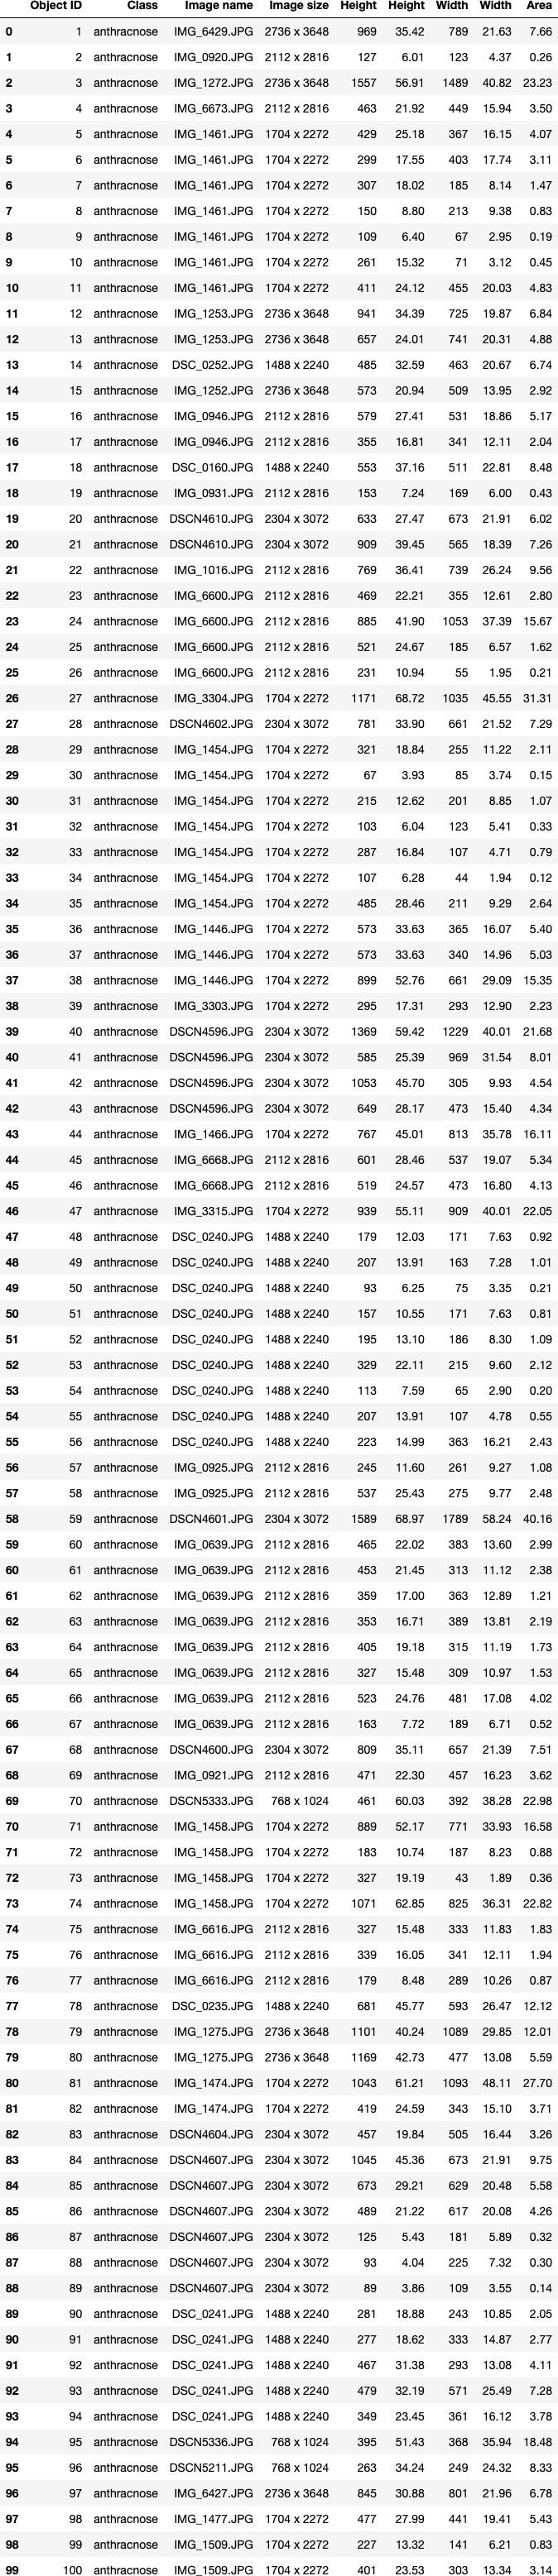 Object ID Class Image name Image size Height Height Width Width Area
0 1 anthracnose IMG_6429.JPG 2736 x 3648 969 35.42 789 21.63 7.66
1 2 anthracnose IMG_0920.JPG 2112 x 2816 127 6.01 123 4.37 0.26
2 3 anthracnose IMG_1272.JPG 2736 x 3648 1557 56.91 1489 40.82 23.23
3 4 anthracnose IMG_6673.JPG 2112 x 2816 463 21.92 449 15.94 3.50
4 5 anthracnose IMG_1461.JPG 1704 x 2272 429 25.18 367 16.15 4.07
5 6 anthracnose IMG_1461.JPG 1704 x 2272 299 17.55 403 17.74 3.11
6 7 anthracnose IMG_1461.JPG 1704 x 2272 307 18.02 185 8.14 1.47
7 8 anthracnose IMG_1461.JPG 1704 x 2272 150 8.80 213 9.38 0.83
8 9 anthracnose IMG_1461.JPG 1704 x 2272 109 6.40 67 2.95 0.19
9 10 anthracnose IMG_1461.JPG 1704 x 2272 261 15.32 71 3.12 0.45
10 11 anthracnose IMG_1461.JPG 1704 x 2272 411 24.12 455 20.03 4.83
11 12 anthracnose IMG_1253.JPG 2736 x 3648 941 34.39 725 19.87 6.84
12 13 anthracnose IMG_1253.JPG 2736 x 3648 657 24.01 741 20.31 4.88
13 14 anthracnose DSC_0252.JPG 1488 x 2240 485 32.59 463 20.67 6.74
14 15 anthracnose IMG_1252.JPG 2736 x 3648 573 20.94 509 13.95 2.92
15 16 anthracnose IMG_0946.JPG 2112 x 2816 579 27.41 531 18.86 5.17
16 17 anthracnose IMG_0946.JPG 2112 x 2816 355 16.81 341 12.11 2.04
17 18 anthracnose DSC_0160.JPG 1488 x 2240 553 37.16 511 22.81 8.48
18 19 anthracnose IMG_0931.JPG 2112 x 2816 153 7.24 169 6.00 0.43
19 20 anthracnose DSCN4610.JPG 2304 x 3072 633 27.47 673 21.91 6.02
20 21 anthracnose DSCN4610.JPG 2304 x 3072 909 39.45 565 18.39 7.26
21 22 anthracnose IMG_1016.JPG 2112 x 2816 769 36.41 739 26.24 9.56
22 23 anthracnose IMG_6600.JPG 2112 x 2816 469 22.21 355 12.61 2.80
23 24 anthracnose IMG_6600.JPG 2112 x 2816 885 41.90 1053 37.39 15.67
24 25 anthracnose IMG_6600.JPG 2112 x 2816 521 24.67 185 6.57 1.62
25 26 anthracnose IMG_6600.JPG 2112 x 2816 231 10.94 55 1.95 0.21
26 27 anthracnose IMG_3304.JPG 1704 x 2272 1171 68.72 1035 45.55 31.31
27 28 anthracnose DSCN4602.JPG 2304 x 3072 781 33.90 661 21.52 7.29
28 29 anthracnose IMG_1454.JPG 1704 x 2272 321 18.84 255 11.22 2.11
29 30 anthracnose IMG_1454.JPG 1704 x 2272 67 3.93 85 3.74 0.15
30 31 anthracnose IMG_1454.JPG 1704 x 2272 215 12.62 201 8.85 1.07
31 32 anthracnose IMG_1454.JPG 1704 x 2272 103 6.04 123 5.41 0.33
32 33 anthracnose IMG_1454.JPG 1704 x 2272 287 16.84 107 4.71 0.79
33 34 anthracnose IMG_1454.JPG 1704 x 2272 107 6.28 44 1.94 0.12
34 35 anthracnose IMG_1454.JPG 1704 x 2272 485 28.46 211 9.29 2.64
35 36 anthracnose IMG_1446.JPG 1704 x 2272 573 33.63 365 16.07 5.40
36 37 anthracnose IMG_1446.JPG 1704 x 2272 573 33.63 340 14.96 5.03
37 38 anthracnose IMG_1446.JPG 1704 x 2272 899 52.76 661 29.09 15.35
38 39 anthracnose IMG_3303.JPG 1704 x 2272 295 17.31 293 12.90 2.23
39 40 anthracnose DSCN4596.JPG 2304 x 3072 1369 59.42 1229 40.01 21.68
40 41 anthracnose DSCN4596.JPG 2304 x 3072 585 25.39 969 31.54 8.01
41 42 anthracnose DSCN4596.JPG 2304 x 3072 1053 45.70 305 9.93 4.54
42 43 anthracnose DSCN4596.JPG 2304 x 3072 649 28.17 473 15.40 4.34
43 44 anthracnose IMG_1466.JPG 1704 x 2272 767 45.01 813 35.78 16.11
44 45 anthracnose IMG_6668.JPG 2112 x 2816 601 28.46 537 19.07 5.34
45 46 anthracnose IMG_6668.JPG 2112 x 2816 519 24.57 473 16.80 4.13
46 47 anthracnose IMG_3315.JPG 1704 x 2272 939 55.11 909 40.01 22.05
47 48 anthracnose DSC_0240.JPG 1488 x 2240 179 12.03 171 7.63 0.92
48 49 anthracnose DSC_0240.JPG 1488 x 2240 207 13.91 163 7.28 1.01
49 50 anthracnose DSC_0240.JPG 1488 x 2240 93 6.25 75 3.35 0.21
50 51 anthracnose DSC_0240.JPG 1488 x 2240 157 10.55 171 7.63 0.81
51 52 anthracnose DSC_0240.JPG 1488 x 2240 195 13.10 186 8.30 1.09
52 53 anthracnose DSC_0240.JPG 1488 x 2240 329 22.11 215 9.60 2.12
53 54 anthracnose DSC_0240.JPG 1488 x 2240 113 7.59 65 2.90 0.20
54 55 anthracnose DSC_0240.JPG 1488 x 2240 207 13.91 107 4.78 0.55
55 56 anthracnose DSC_0240.JPG 1488 x 2240 223 14.99 363 16.21 2.43
56 57 anthracnose IMG_0925.JPG 2112 x 2816 245 11.60 261 9.27 1.08
57 58 anthracnose IMG_0925.JPG 2112 x 2816 537 25.43 275 9.77 2.48
58 59 anthracnose DSCN4601.JPG 2304 x 3072 1589 68.97 1789 58.24 40.16
59 60 anthracnose IMG_0639.JPG 2112 x 2816 465 22.02 383 13.60 2.99
60 61 anthracnose IMG_0639.JPG 2112 x 2816 453 21.45 313 11.12 2.38
61 62 anthracnose IMG_0639.JPG 2112 x 2816 359 17.00 363 12.89 1.21
62 63 anthracnose IMG_0639.JPG 2112 x 2816 353 16.71 389 13.81 2.19
63 64 anthracnose IMG_0639.JPG 2112 x 2816 405 19.18 315 11.19 1.73
64 65 anthracnose IMG_0639.JPG 2112 x 2816 327 15.48 309 10.97 1.53
65 66 anthracnose IMG_0639.JPG 2112 x 2816 523 24.76 481 17.08 4.02
66 67 anthracnose IMG_0639.JPG 2112 x 2816 163 7.72 189 6.71 0.52
67 68 anthracnose DSCN4600.JPG 2304 x 3072 809 35.11 657 21.39 7.51
68 69 anthracnose IMG_0921.JPG 2112 x 2816 471 22.30 457 16.23 3.62
69 70 anthracnose DSCN5333.JPG 768 x 1024 461 60.03 392 38.28 22.98
70 71 anthracnose IMG_1458.JPG 1704 x 2272 889 52.17 771 33.93 16.58
71 72 anthracnose IMG_1458.JPG 1704 x 2272 183 10.74 187 8.23 0.88
72 73 anthracnose IMG_1458.JPG 1704 x 2272 327 19.19 43 1.89 0.36
73 74 anthracnose IMG_1458.JPG 1704 x 2272 1071 62.85 825 36.31 22.82
74 75 anthracnose IMG_6616.JPG 2112 x 2816 327 15.48 333 11.83 1.83
75 76 anthracnose IMG_6616.JPG 2112 x 2816 339 16.05 341 12.11 1.94
76 77 anthracnose IMG_6616.JPG 2112 x 2816 179 8.48 289 10.26 0.87
77 78 anthracnose DSC_0235.JPG 1488 x 2240 681 45.77 593 26.47 12.12
78 79 anthracnose IMG_1275.JPG 2736 x 3648 1101 40.24 1089 29.85 12.01
79 80 anthracnose IMG_1275.JPG 2736 x 3648 1169 42.73 477 13.08 5.59
80 81 anthracnose IMG_1474.JPG 1704 x 2272 1043 61.21 1093 48.11 27.70
81 82 anthracnose IMG_1474.JPG 1704 x 2272 419 24.59 343 15.10 3.71
82 83 anthracnose DSCN4604.JPG 2304 x 3072 457 19.84 505 16.44 3.26
83 84 anthracnose DSCN4607.JPG 2304 x 3072 1045 45.36 673 21.91 9.75
84 85 anthracnose DSCN4607.JPG 2304 x 3072 673 29.21 629 20.48 5.58
85 86 anthracnose DSCN4607.JPG 2304 x 3072 489 21.22 617 20.08 4.26
86 87 anthracnose DSCN4607.JPG 2304 x 3072 125 5.43 181 5.89 0.32
87 88 anthracnose DSCN4607.JPG 2304 x 3072 93 4.04 225 7.32 0.30
88 89 anthracnose DSCN4607.JPG 2304 x 3072 89 3.86 109 3.55 0.14
89 90 anthracnose DSC_0241.JPG 1488 x 2240 281 18.88 243 10.85 2.05
90 91 anthracnose DSC_0241.JPG 1488 x 2240 277 18.62 333 14.87 2.77
91 92 anthracnose DSC_0241.JPG 1488 x 2240 467 31.38 293 13.08 4.11
92 93 anthracnose DSC_0241.JPG 1488 x 2240 479 32.19 571 25.49 7.28
93 94 anthracnose DSC_0241.JPG 1488 x 2240 349 23.45 361 16.12 3.78
94 95 anthracnose DSCN5336.JPG 768 x 1024 395 51.43 368 35.94 18.48
95 96 anthracnose DSCN5211.JPG 768 x 1024 263 34.24 249 24.32 8.33
96 97 anthracnose IMG_6427.JPG 2736 x 3648 845 30.88 801 21.96 6.78
97 98 anthracnose IMG_1477.JPG 1704 x 2272 477 27.99 441 19.41 5.43
98 99 anthracnose IMG_1509.JPG 1704 x 2272 227 13.32 141 6.21 0.83
99 100 anthracnose IMG_1509.JPG 1704 x 2272 401 23.53 303 13.34 3.14